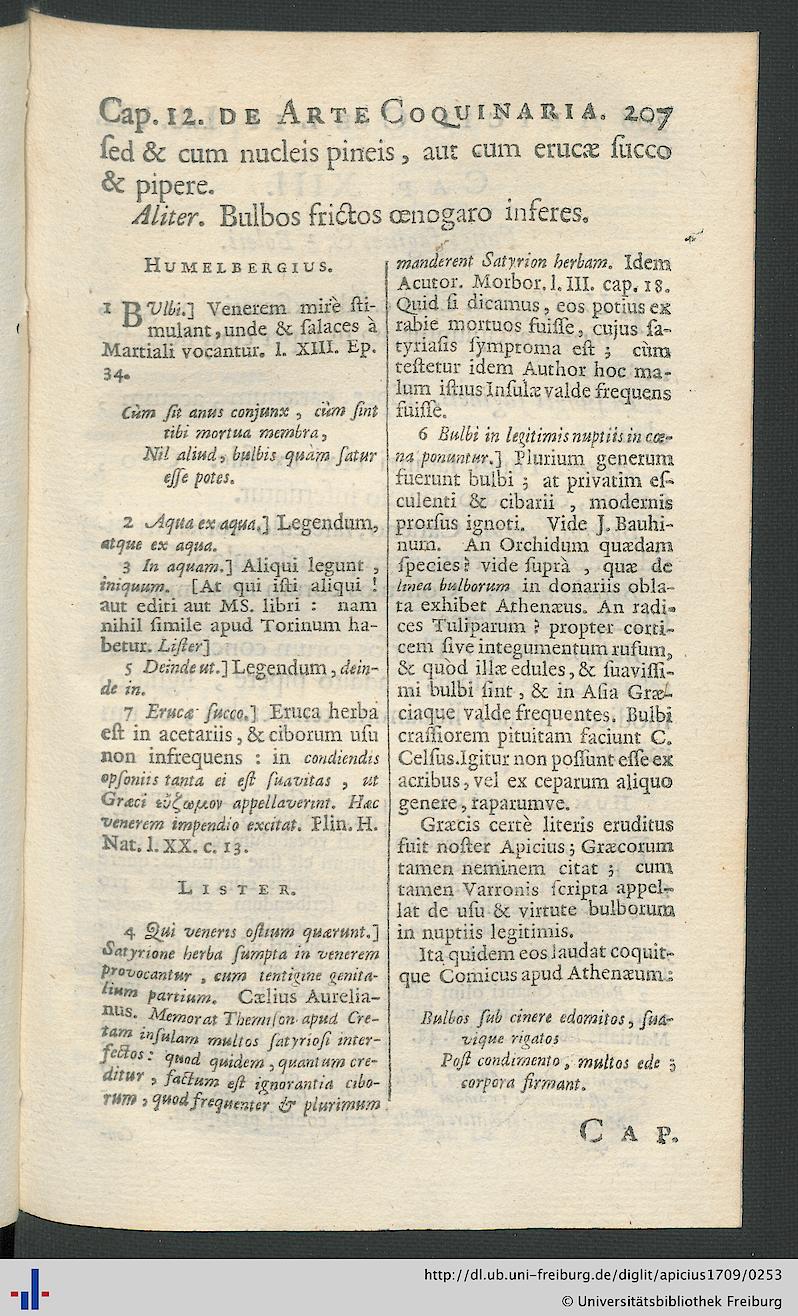 Cap. 12. DE ARTE COQUINARIA. 207
ſed & cum nucleis pineis, aut cum erucæ ſucco
& pipere.
Aliter. Bulbos frictos œnogaro inferes.
HUMELBERGIUS.
1 BUlbi.] Venerem mirè ſti-
mulant, unde & ſalaces à
Martiali vocantur. l. XIII. Ep.
34.
Cùm ſit anus conjunx, cùm ſint
tibi mortua membra,
Nil aliud, bulbis quàm ſatur
eſſe potes.
2 Aqua ex aqua.] Legendum,
atque ex aqua.
3 In aquam.] Aliqui legunt,
iniquum. [At qui iſti aliqui!
aut editi aut MS. libri: nam
nihil ſimile apud Torinum ha-
betur. Liſter]
5 Deinde ut.] Legendum, dein-
de in.
7 Erucæ ſucco.] Eruca herba
eſt in acetariis, & ciborum uſu
non infrequens: in condiendis
opſoniis tanta ei eſt ſuavitas, ut
Græci εὔζωμον appellaverint. Hac
venerem impendio excitat. Plin. H.
Nat. l. XX. c. 13.
LISTER.
4 Qui veneris oſtium quærunt.]
Satyrione herba ſumpta in venerem
provocantur, cum tentigine genita-
lium partium. Cælius Aurelia-
nus. Memorat Themiſon apud Cre-
tam inſulam multos ſatyrioſi inter-
fectos: quod quidem, quantum cre-
ditur, factum eſt ignorantia cibo-
rum, quod frequenter & plurimum
manderent Satyrion herbam. Idem
Acutor. Morbor. l. III. cap. 18.
Quid ſi dicamus, eos potius ex
rabie mortuos fuiſſe, cujus ſa-
tyriaſis ſymptoma eſt; cùm
teſtetur idem Author hoc ma-
lum iſtius Inſulæ valde frequens
fuiſſe.
6 Bulbi in legitimis nuptiis in cœ-
na ponuntur.] Plurium generum
fuerunt bulbi; at privatim eſ-
culenti & cibarii, modernis
prorſus ignoti. Vide J. Bauhi-
num. An Orchidum quædam
ſpecies? vide ſuprà, quæ de
linea bulborum in donariis obla-
ta exhibet Athenæus. An radi-
ces Tuliparum? propter corti-
cem ſive integumentum rufum,
& quòd illæ edules, & ſuaviſſi-
mi bulbi ſint, & in Aſia Græ-
ciaque valde frequentes. Bulbi
craſſiorem pituitam faciunt C.
Celſus. Igitur non poſſunt eſſe ex
acribus, vel ex ceparum aliquo
genere, raparumve.
Græcis certè literis eruditus
fuit noſter Apicius; Græcorum
tamen neminem citat; cum
tamen Varronis ſcripta appel-
lat de uſu & virtute bulborum
in nuptiis legitimis.
Ita quidem eos laudat coquit-
que Comicus apud Athenæum:
Bulbos ſub cinere edomitos, ſua-
vique rigatos
Poſt condimento, multos ede;
corpora firmant.
CAP.
http://dl.ub.uni-freiburg.de/diglit/apicius1709/0253
© Universitätsbibliothek Freiburg